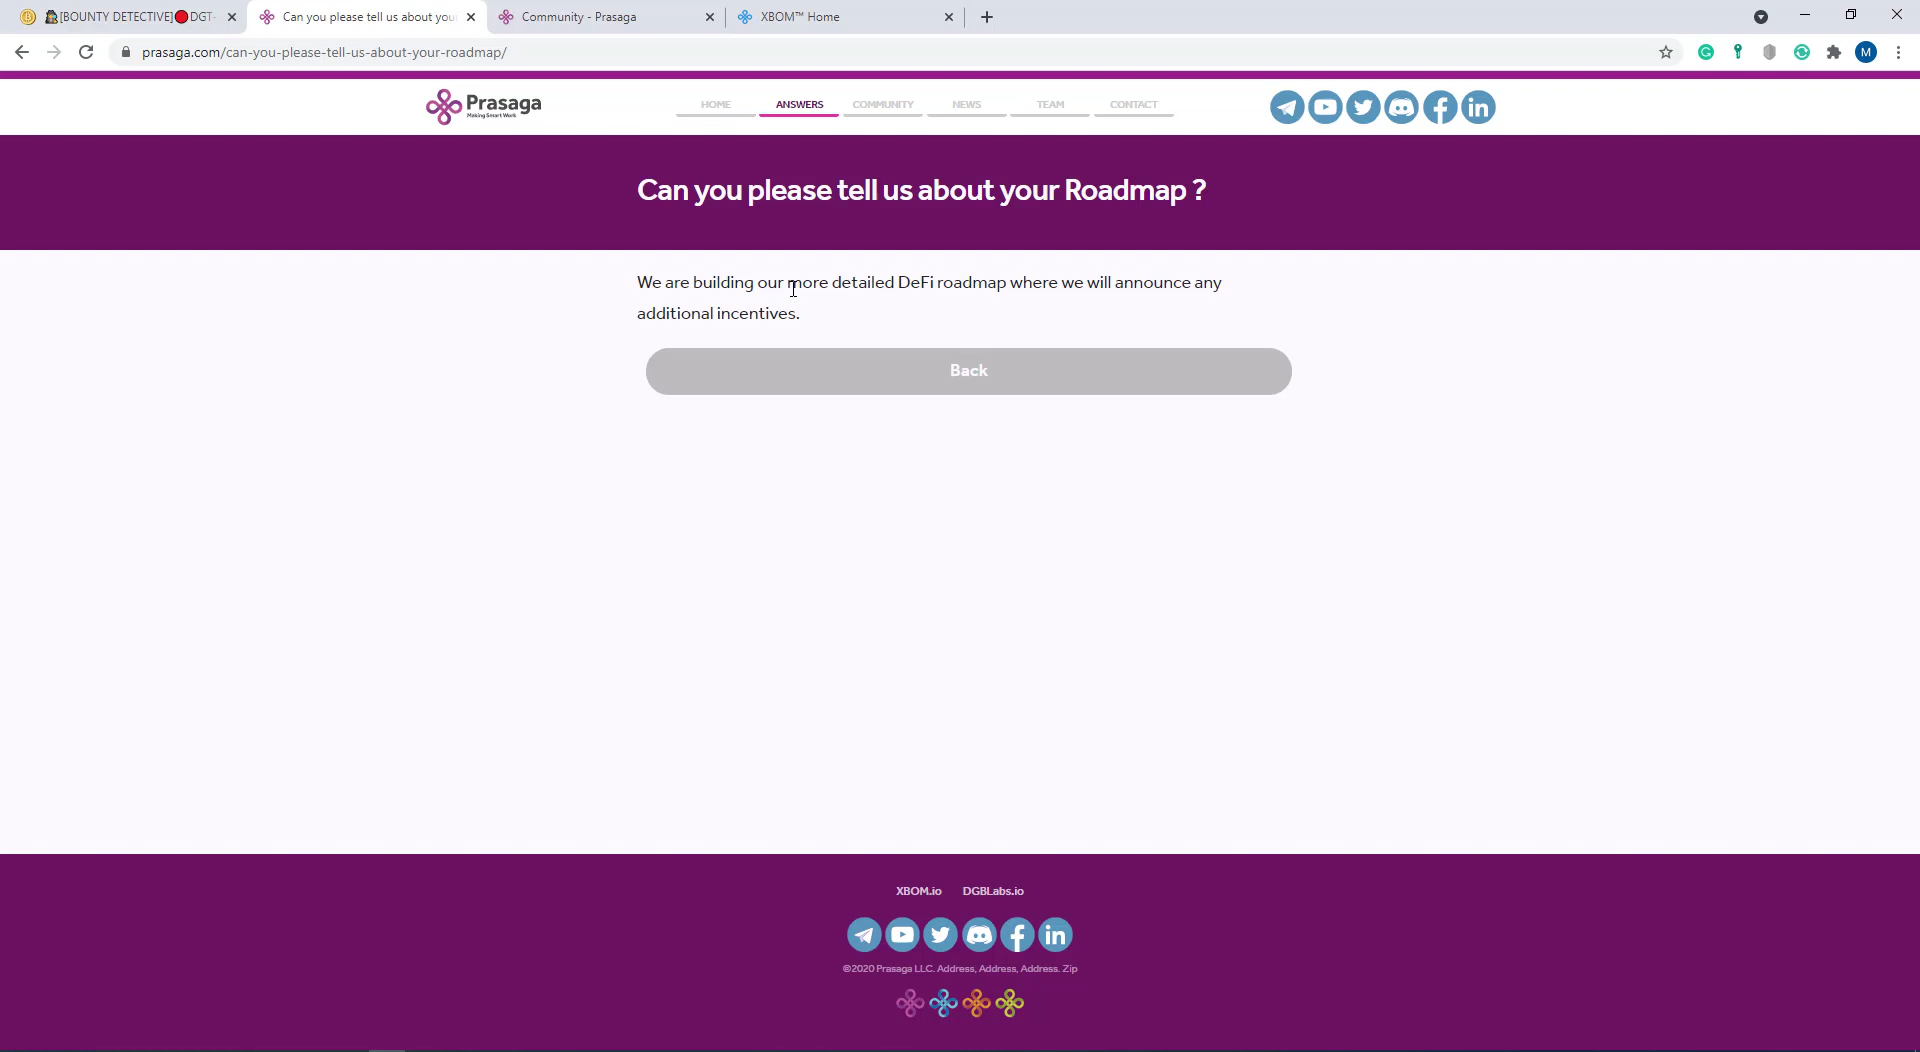 [BOUNTY DETECTIVE]🔴DGT-
Can you please tell us about you
Community - Prasaga
XBOM™ Home
M
prasaga.com/can-you-please-tell-us-about-your-roadmap/
Prasaga
Making Smart Work
HOME
ANSWERS
COMMUNITY
NEWS
TEAM
CONTACT
Can you please tell us about your Roadmap ?
We are building our more detailed DeFi roadmap where we will announce any
additional incentives.
Back
XBOM.io DGBLabs.io
©2020 Prasaga LLC. Address, Address, Address. Zip